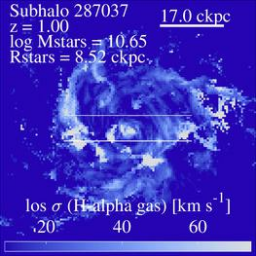 Subhalo 287037
z = 1.00
log Mstars = 10.65
Rstars = 8.52 ckpc
17.0 ckpc
los σ (H-alpha gas) [km s⁻¹]
20 40 60